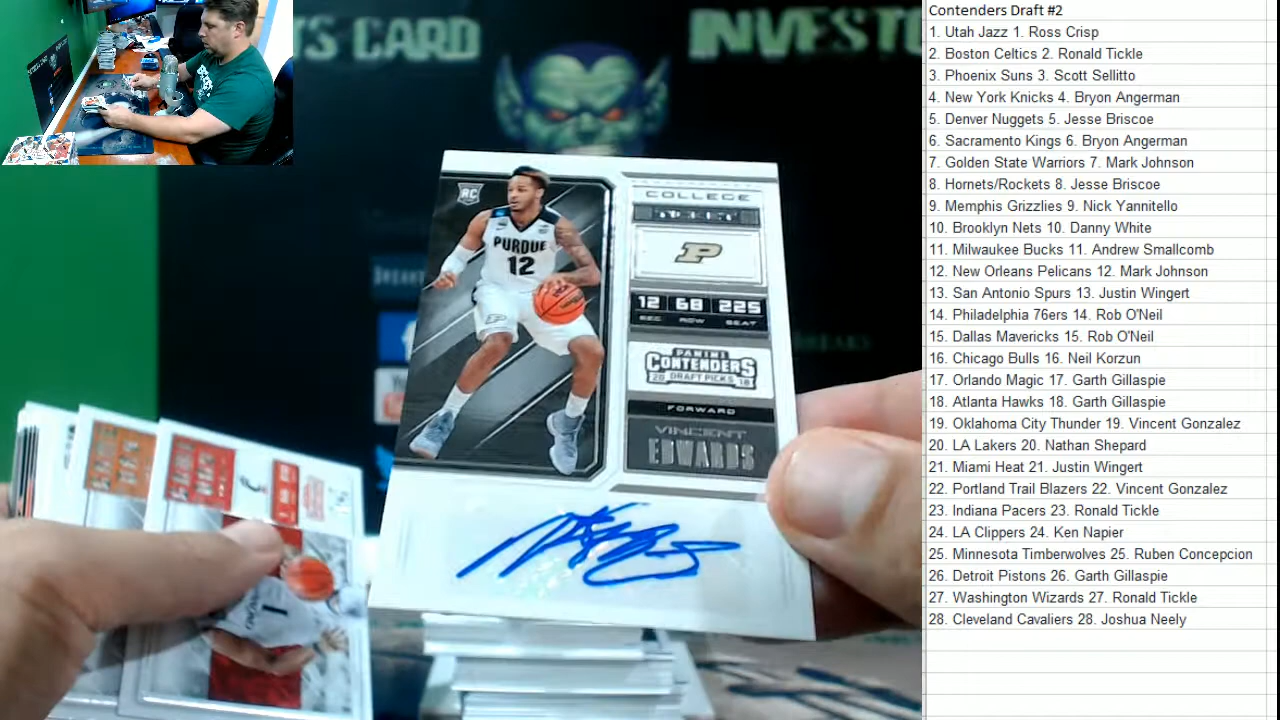 TS CARD
INVESTO
RC
PURDUE
12
COLLEGE
TICKET
P
12 68 225
SEC ROW SEAT
PANINI
CONTENDERS
20 DRAFT PICKS 18
FORWARD
VINCENT
EDWARDS
Contenders Draft #2
1. Utah Jazz 1. Ross Crisp
2. Boston Celtics 2. Ronald Tickle
3. Phoenix Suns 3. Scott Sellitto
4. New York Knicks 4. Bryon Angerman
5. Denver Nuggets 5. Jesse Briscoe
6. Sacramento Kings 6. Bryon Angerman
7. Golden State Warriors 7. Mark Johnson
8. Hornets/Rockets 8. Jesse Briscoe
9. Memphis Grizzlies 9. Nick Yannitello
10. Brooklyn Nets 10. Danny White
11. Milwaukee Bucks 11. Andrew Smallcomb
12. New Orleans Pelicans 12. Mark Johnson
13. San Antonio Spurs 13. Justin Wingert
14. Philadelphia 76ers 14. Rob O'Neil
15. Dallas Mavericks 15. Rob O'Neil
16. Chicago Bulls 16. Neil Korzun
17. Orlando Magic 17. Garth Gillaspie
18. Atlanta Hawks 18. Garth Gillaspie
19. Oklahoma City Thunder 19. Vincent Gonzalez
20. LA Lakers 20. Nathan Shepard
21. Miami Heat 21. Justin Wingert
22. Portland Trail Blazers 22. Vincent Gonzalez
23. Indiana Pacers 23. Ronald Tickle
24. LA Clippers 24. Ken Napier
25. Minnesota Timberwolves 25. Ruben Concepcion
26. Detroit Pistons 26. Garth Gillaspie
27. Washington Wizards 27. Ronald Tickle
28. Cleveland Cavaliers 28. Joshua Neely